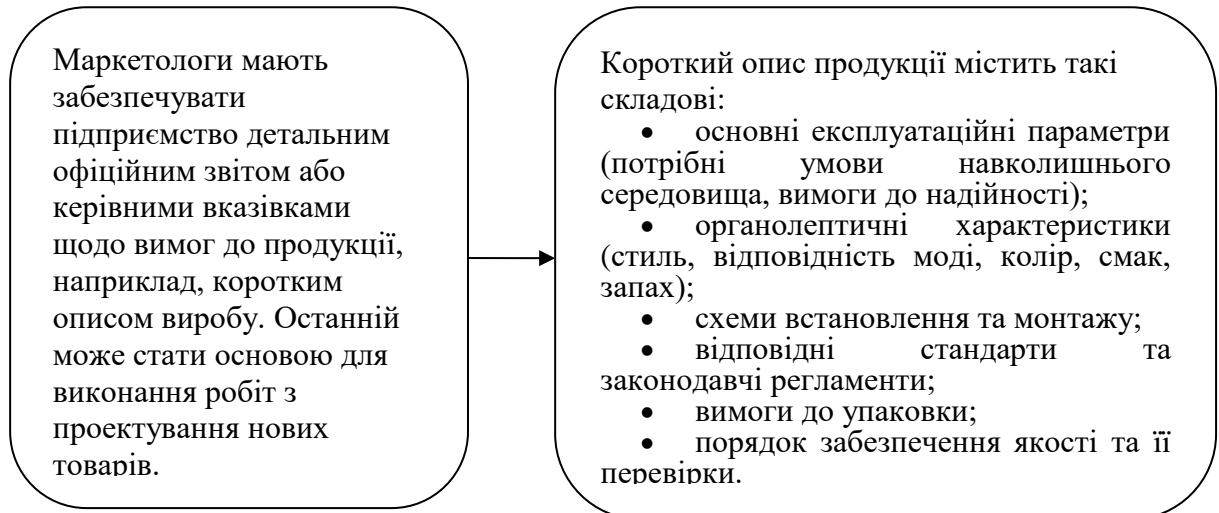 Маркетологи мають
забезпечувати
підприємство детальним
офіційним звітом або
керівними вказівками
щодо вимог до продукції,
наприклад, коротким
описом виробу. Останній
може стати основою для
виконання робіт з
проектування нових
товарів.
Короткий опис продукції містить такі
складові:
• основні експлуатаційні параметри
(потрібні умови навколишнього
середовища, вимоги до надійності);
• органолептичні характеристики
(стиль, відповідність моді, колір, смак,
запах);
• схеми встановлення та монтажу;
• відповідні стандарти та
законодавчі регламенти;
• вимоги до упаковки;
• порядок забезпечення якості та її
перевірки.